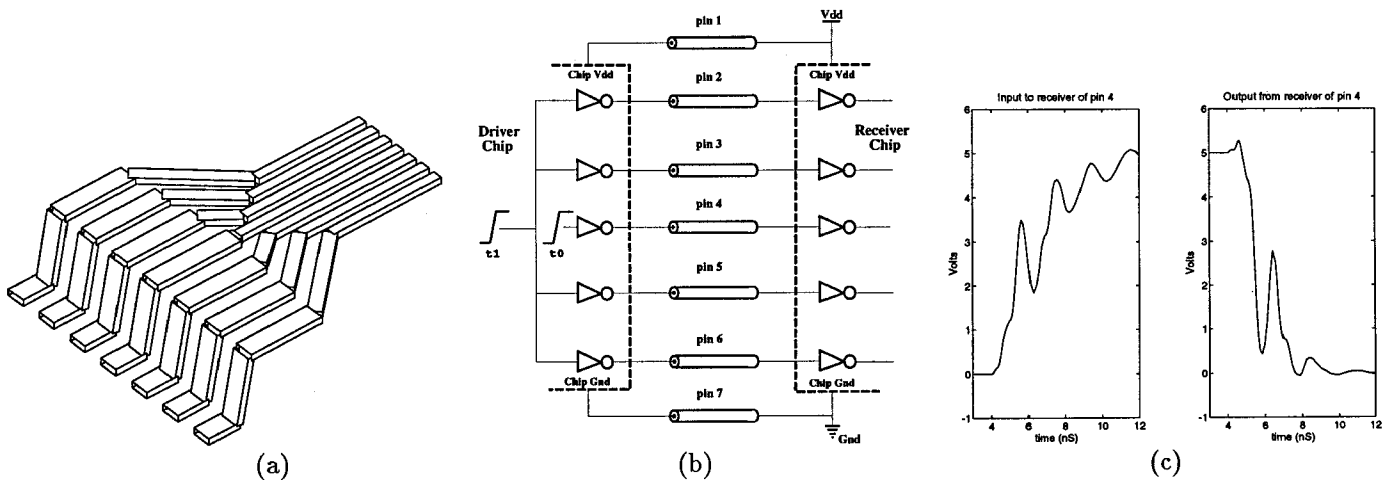 pin 1
Vdd
Chip Vdd
Chip Vdd
pin 2
Driver
Chip
pin 3
Receiver
Chip
pin 4
t1
t0
pin 5
pin 6
Chip Gnd
Chip Gnd
pin 7
Gnd
Input to receiver of pin 4
6
5
4
3
2
1
0
-1
Volts
4 6 8 10 12
time (nS)
Output from receiver of pin 4
6
5
4
3
2
1
0
-1
Volts
4 6 8 10 12
time (nS)
(a)
(b)
(c)